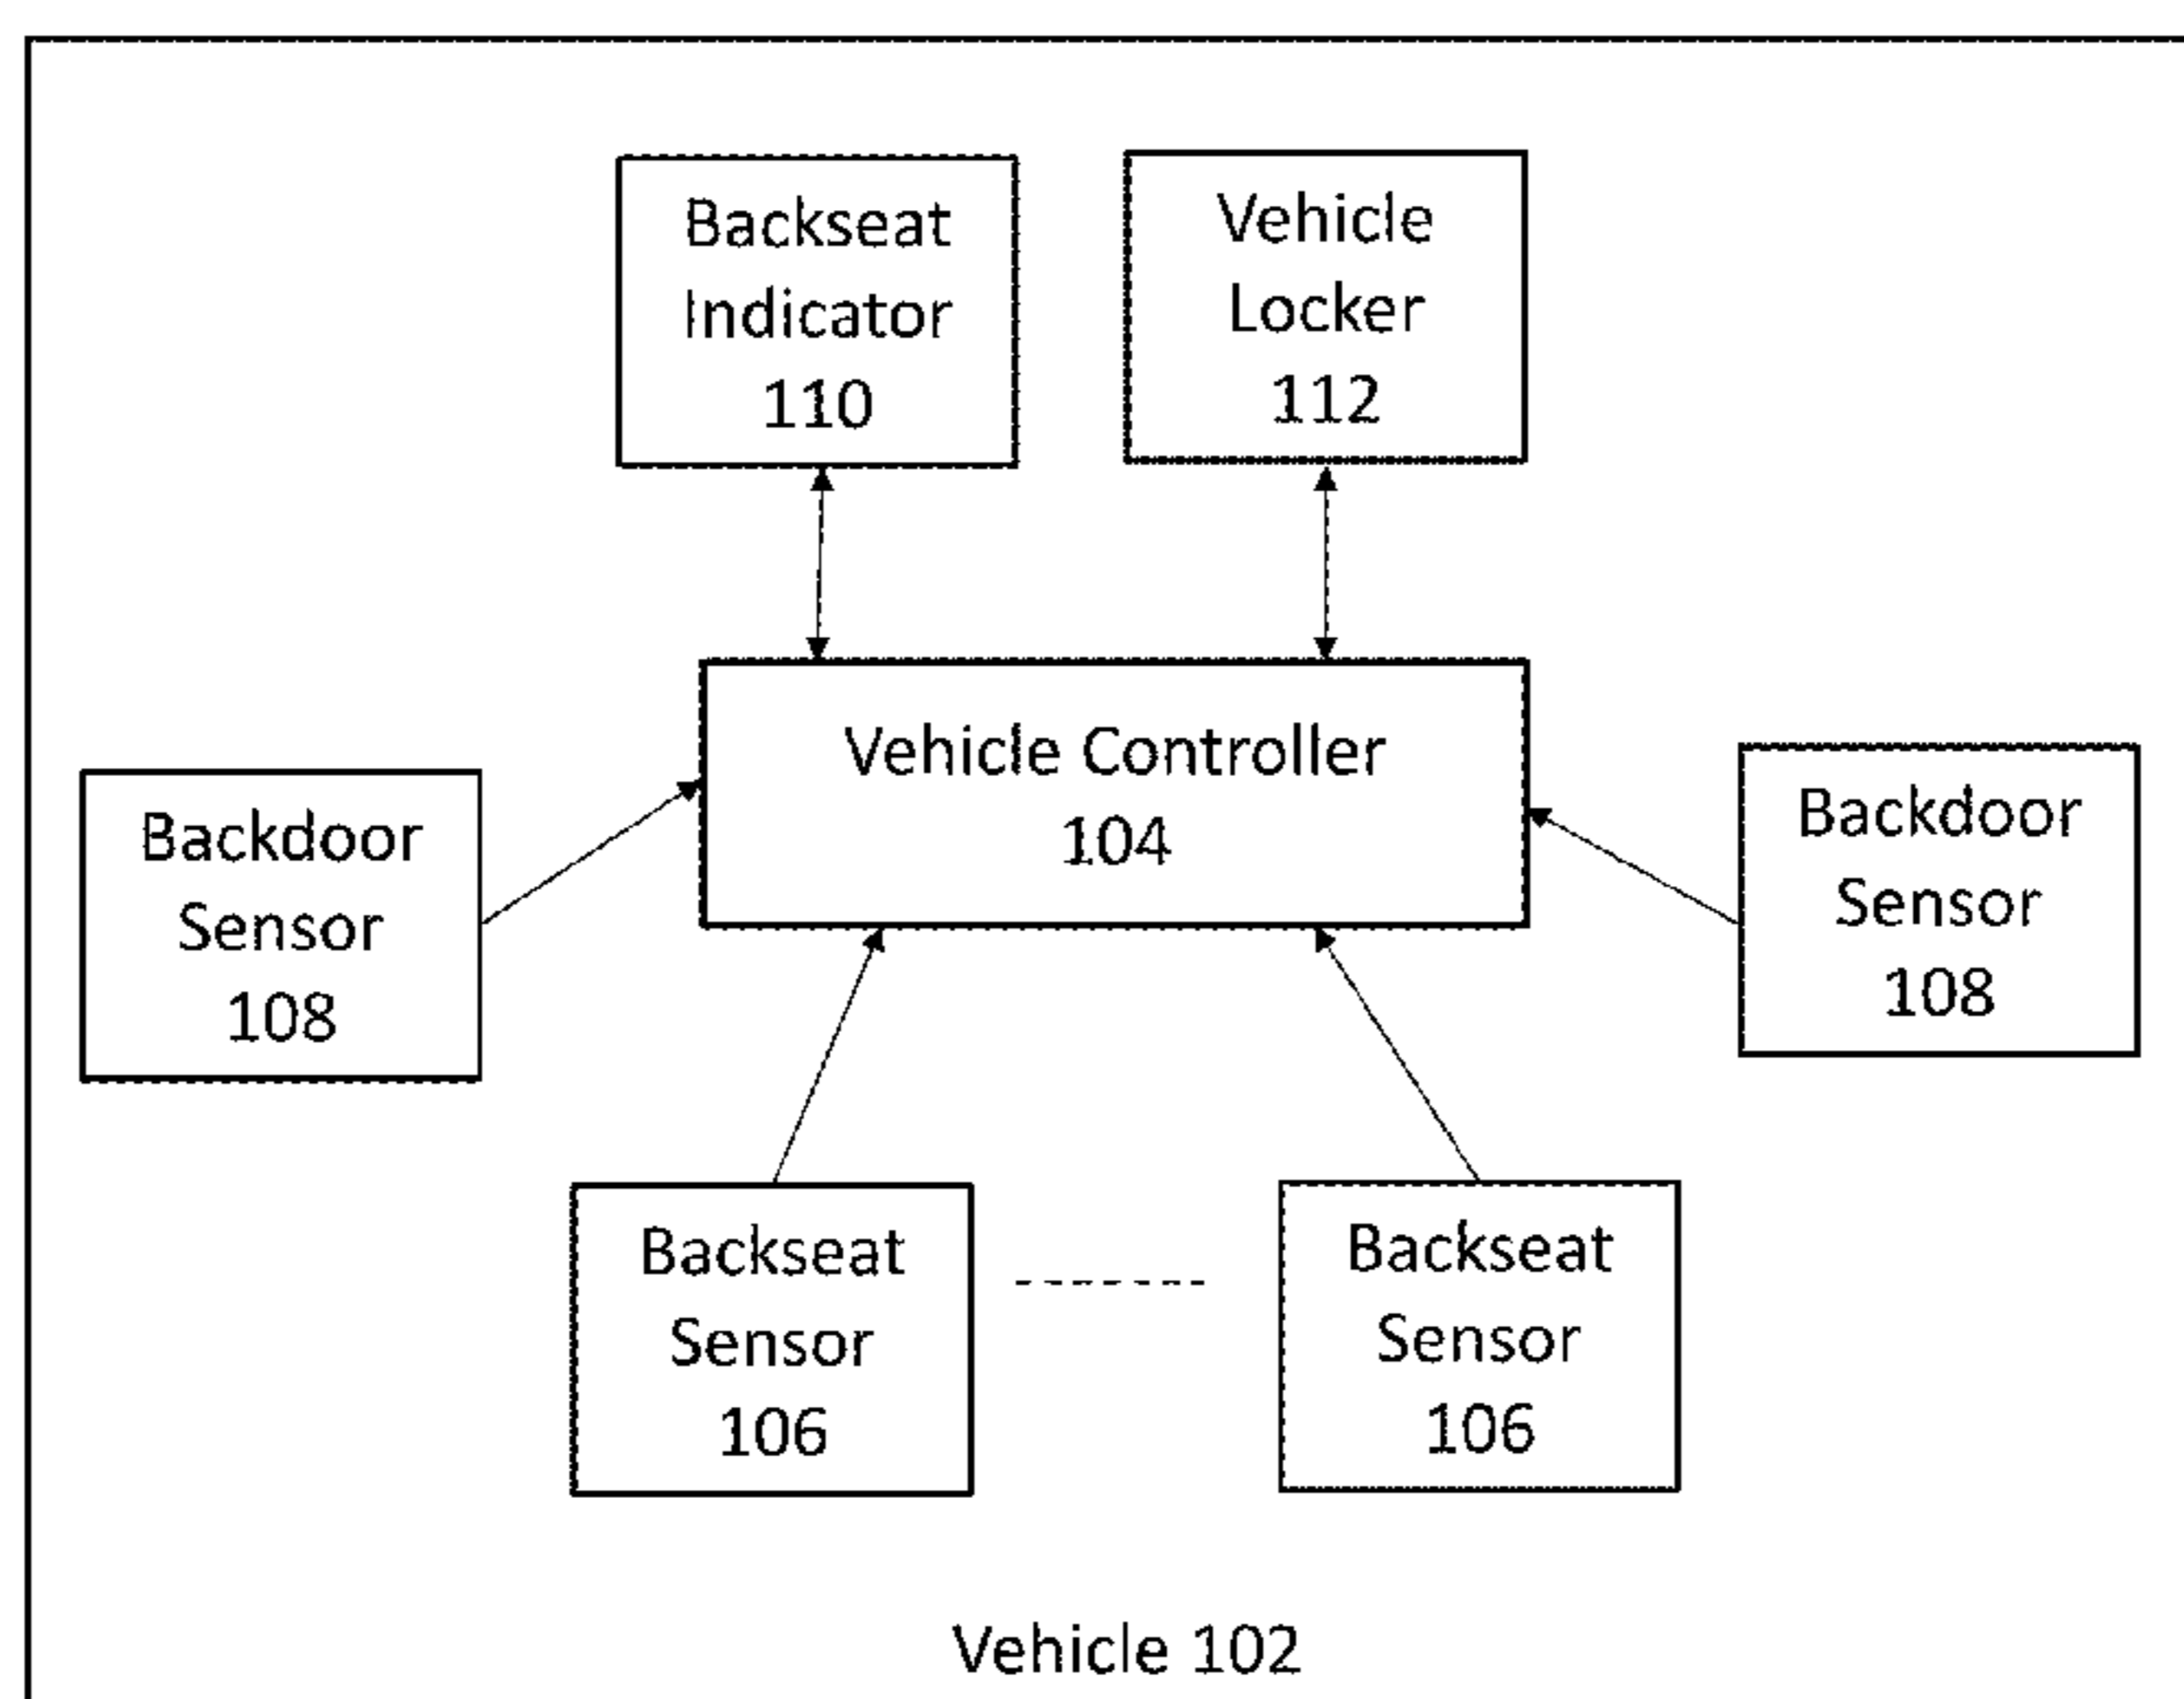 Backseat
Indicator
110
Vehicle
Locker
112
Vehicle Controller
104
Backdoor
Sensor
108
Backdoor
Sensor
108
Backseat
Sensor
106
Backseat
Sensor
106
Vehicle 102